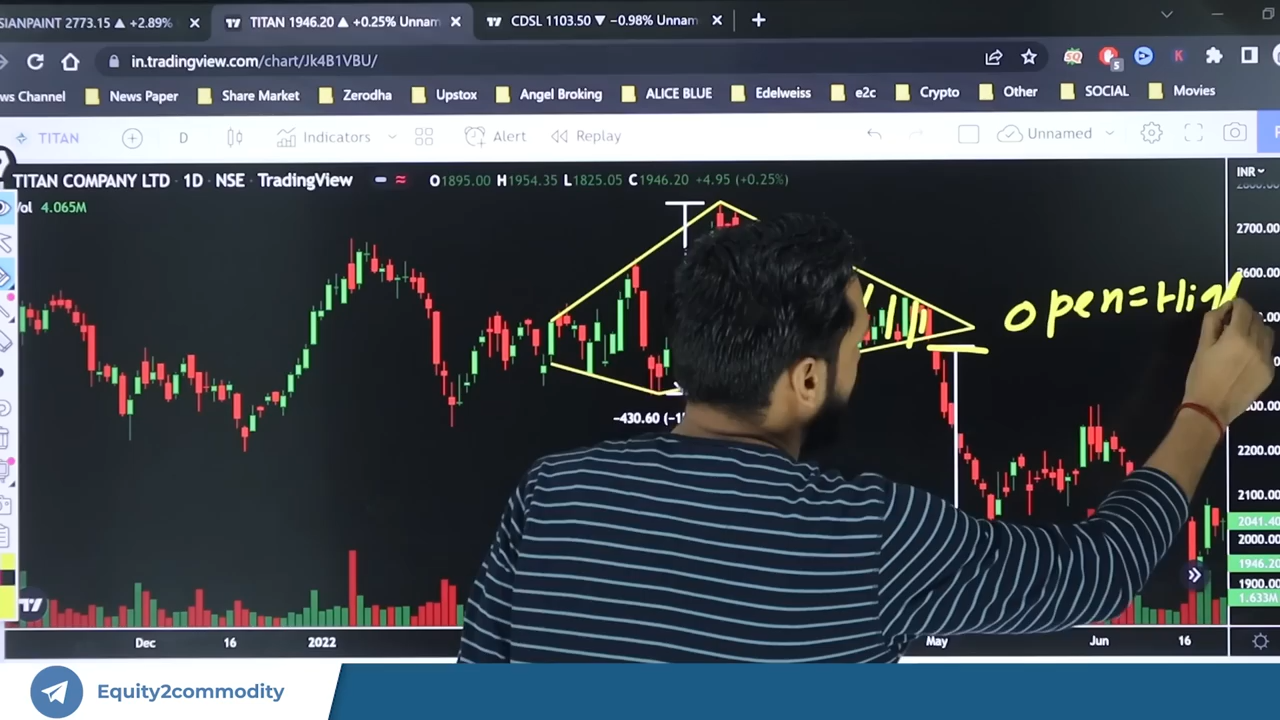 SIANPAINT 2773.15 ▲ +2.89%
TITAN 1946.20 ▲ +0.25% Unnam
CDSL 1103.50 ▼ −0.98% Unnam
in.tradingview.com/chart/Jk4B1VBU/
5
K
ws Channel
News Paper
Share Market
Zerodha
Upstox
Angel Broking
ALICE BLUE
Edelweiss
e2c
Crypto
Other
SOCIAL
Movies
TITAN
D
Indicators
Alert
Replay
Unnamed
TITAN COMPANY LTD · 1D · NSE · TradingView
O1895.00 H1954.35 L1825.05 C1946.20 +4.95 (+0.25%)
INR
Vol 4.065M
2800.00
2700.00
2600.00
open=High
−430.60 (−1
2200.00
2100.00
2041.40
2000.00
1946.20
1900.00
1.633M
Dec
16
2022
May
Jun
16
Equity2commodity